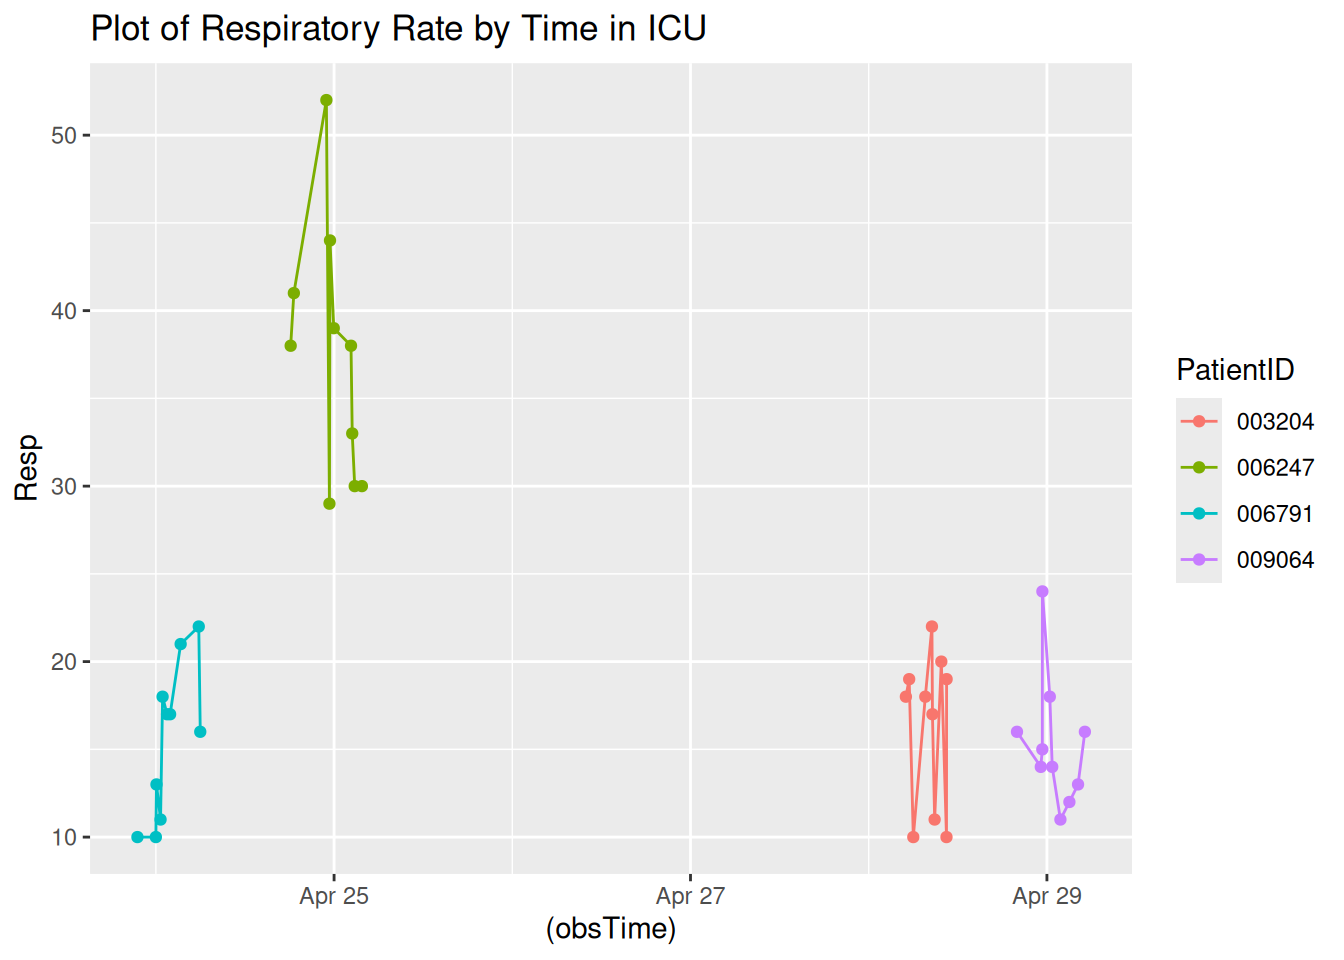 Plot of Respiratory Rate by Time in ICU
50
40
30
20
10
Resp
Apr 25
Apr 27
Apr 29
(obsTime)
PatientID
003204
006247
006791
009064